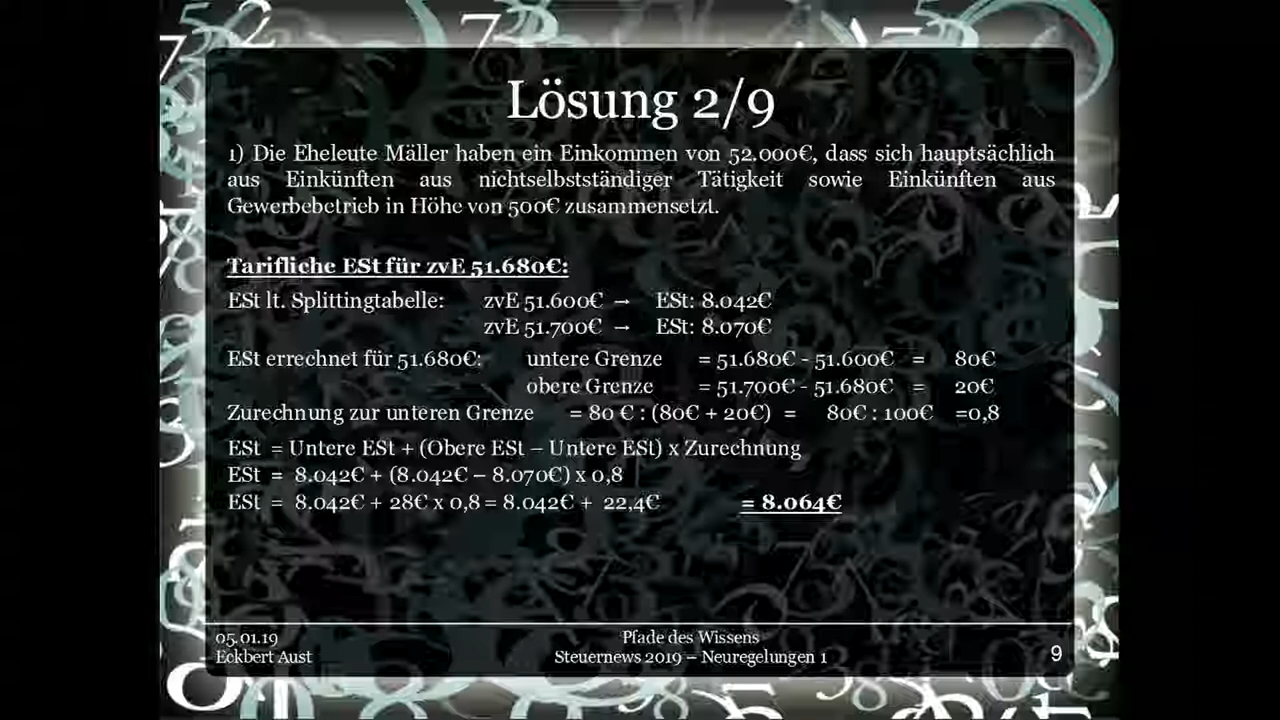 Lösung 2/9
1) Die Eheleute Mäller haben ein Einkommen von 52.000€, dass sich hauptsächlich
aus Einkünften aus nichtselbstständiger Tätigkeit sowie Einkünften aus
Gewerbebetrieb in Höhe von 500€ zusammensetzt.
Tarifliche ESt für zvE 51.680€:
ESt lt. Splittingtabelle: zvE 51.600€ → ESt: 8.042€
zvE 51.700€ → ESt: 8.070€
ESt errechnet für 51.680€: untere Grenze = 51.680€ - 51.600€ = 80€
obere Grenze = 51.700€ - 51.680€ = 20€
Zurechnung zur unteren Grenze = 80 € : (80€ + 20€) = 80€ : 100€ =0,8
ESt = Untere ESt + (Obere ESt – Untere ESt) x Zurechnung
ESt = 8.042€ + (8.042€ – 8.070€) x 0,8
ESt = 8.042€ + 28€ x 0,8 = 8.042€ + 22,4€ = 8.064€
05.01.19 Pfade des Wissens
Eckbert Aust Steuernews 2019 – Neuregelungen 1 9